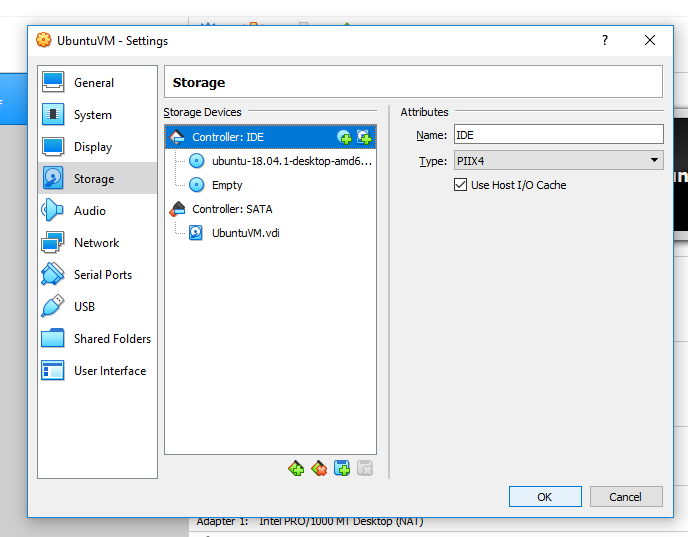 UbuntuVM - Settings
?
General
System
Display
Storage
Audio
Network
Serial Ports
USB
Shared Folders
User Interface
Storage
Storage Devices
Controller: IDE
ubuntu-18.04.1-desktop-amd6...
Empty
Controller: SATA
UbuntuVM.vdi
Attributes
Name: IDE
Type: PIIX4
Use Host I/O Cache
OK
Cancel
Adapter 1: Intel PRO/1000 MT Desktop (NAT)